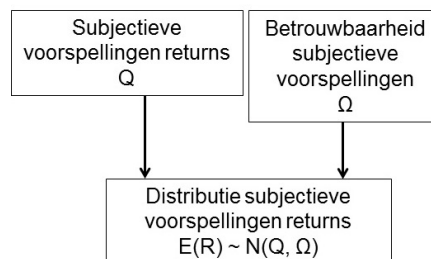 Subjectieve
voorspellingen returns
Q
Betrouwbaarheid
subjectieve
voorspellingen
Ω
Distributie subjectieve
voorspellingen returns
E(R) ~ N(Q, Ω)